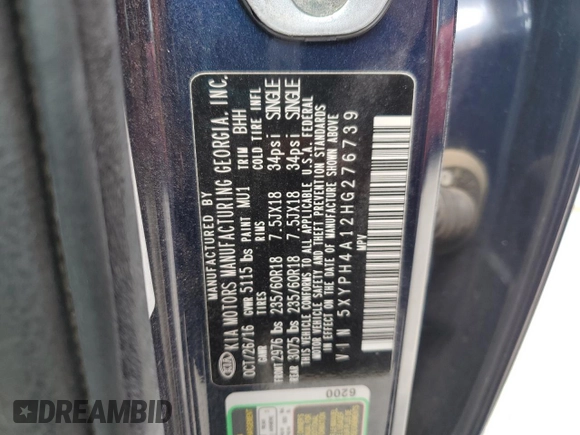 MANUFACTURED BY
KIA KIA MOTORS MANUFACTURING GEORGIA, INC.
OCT/26/16 GVWR 5115 lbs PAINT MU1 TRIM BHH
GAWR TIRES COLD TIRE INFL
FRONT 2976 lbs 235/60R18 7.5JX18 34psi SINGLE
REAR 3075 lbs 235/60R18 7.5JX18 34psi SINGLE
THIS VEHICLE CONFORMS TO ALL APPLICABLE U.S.A. FEDERAL
MOTOR VEHICLE SAFETY, BUMPER, AND THEFT PREVENTION STANDARDS
IN EFFECT ON THE DATE OF MANUFACTURE SHOWN ABOVE
VIN 5XYPH4A12HG276739
MPV
6200
DREAMBID